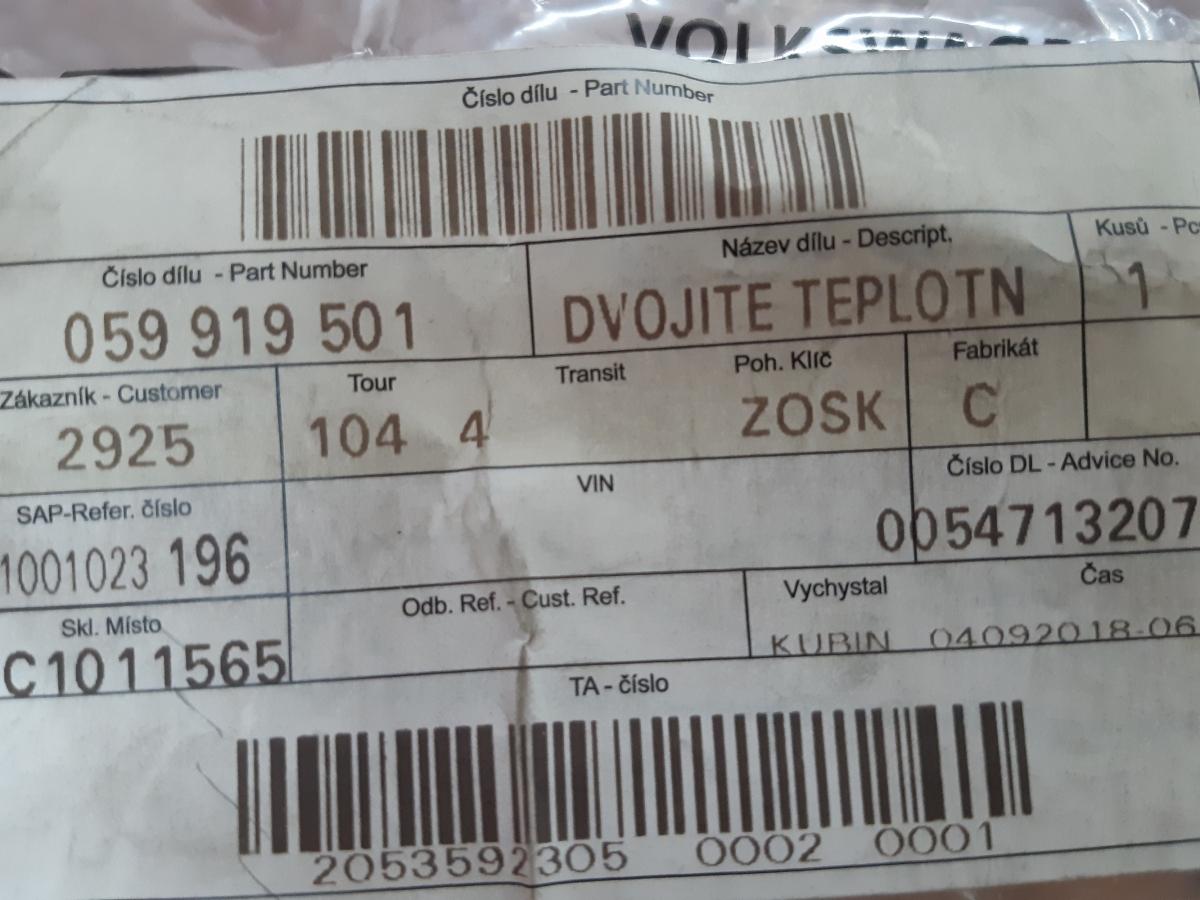 Číslo dílu - Part Number
Číslo dílu - Part Number
Název dílu - Descript.
Kusů - Pc
059 919 501
DVOJITE TEPLOTN
1
Zákazník - Customer
Tour
Transit
Poh. Klíč
Fabrikát
2925
104 4
ZOSK
C
SAP-Refer. číslo
VIN
Číslo DL - Advice No.
1001023 196
0054713207
Skl. Místo
Odb. Ref. - Cust. Ref.
Vychystal
Čas
C1011565
KUBIN 04092018-06
TA - číslo
2053592305 0002 0001